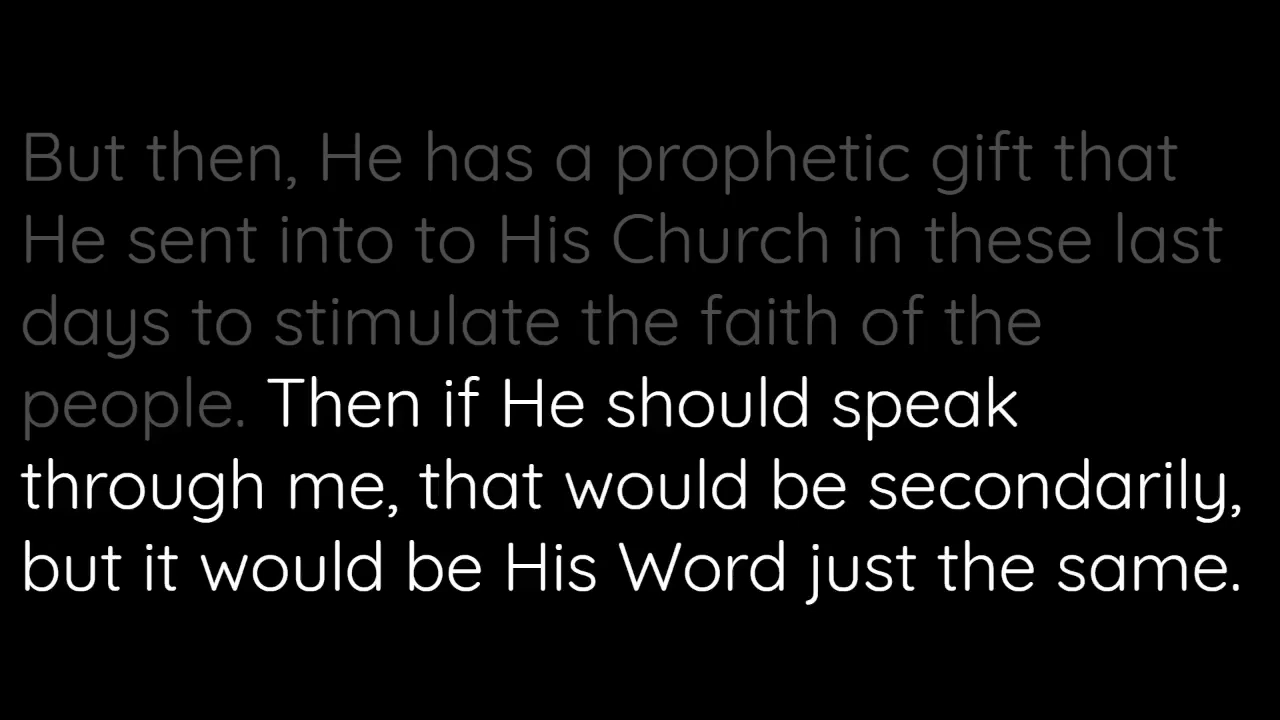 But then, He has a prophetic gift that
He sent into to His Church in these last
days to stimulate the faith of the
people. Then if He should speak
through me, that would be secondarily,
but it would be His Word just the same.